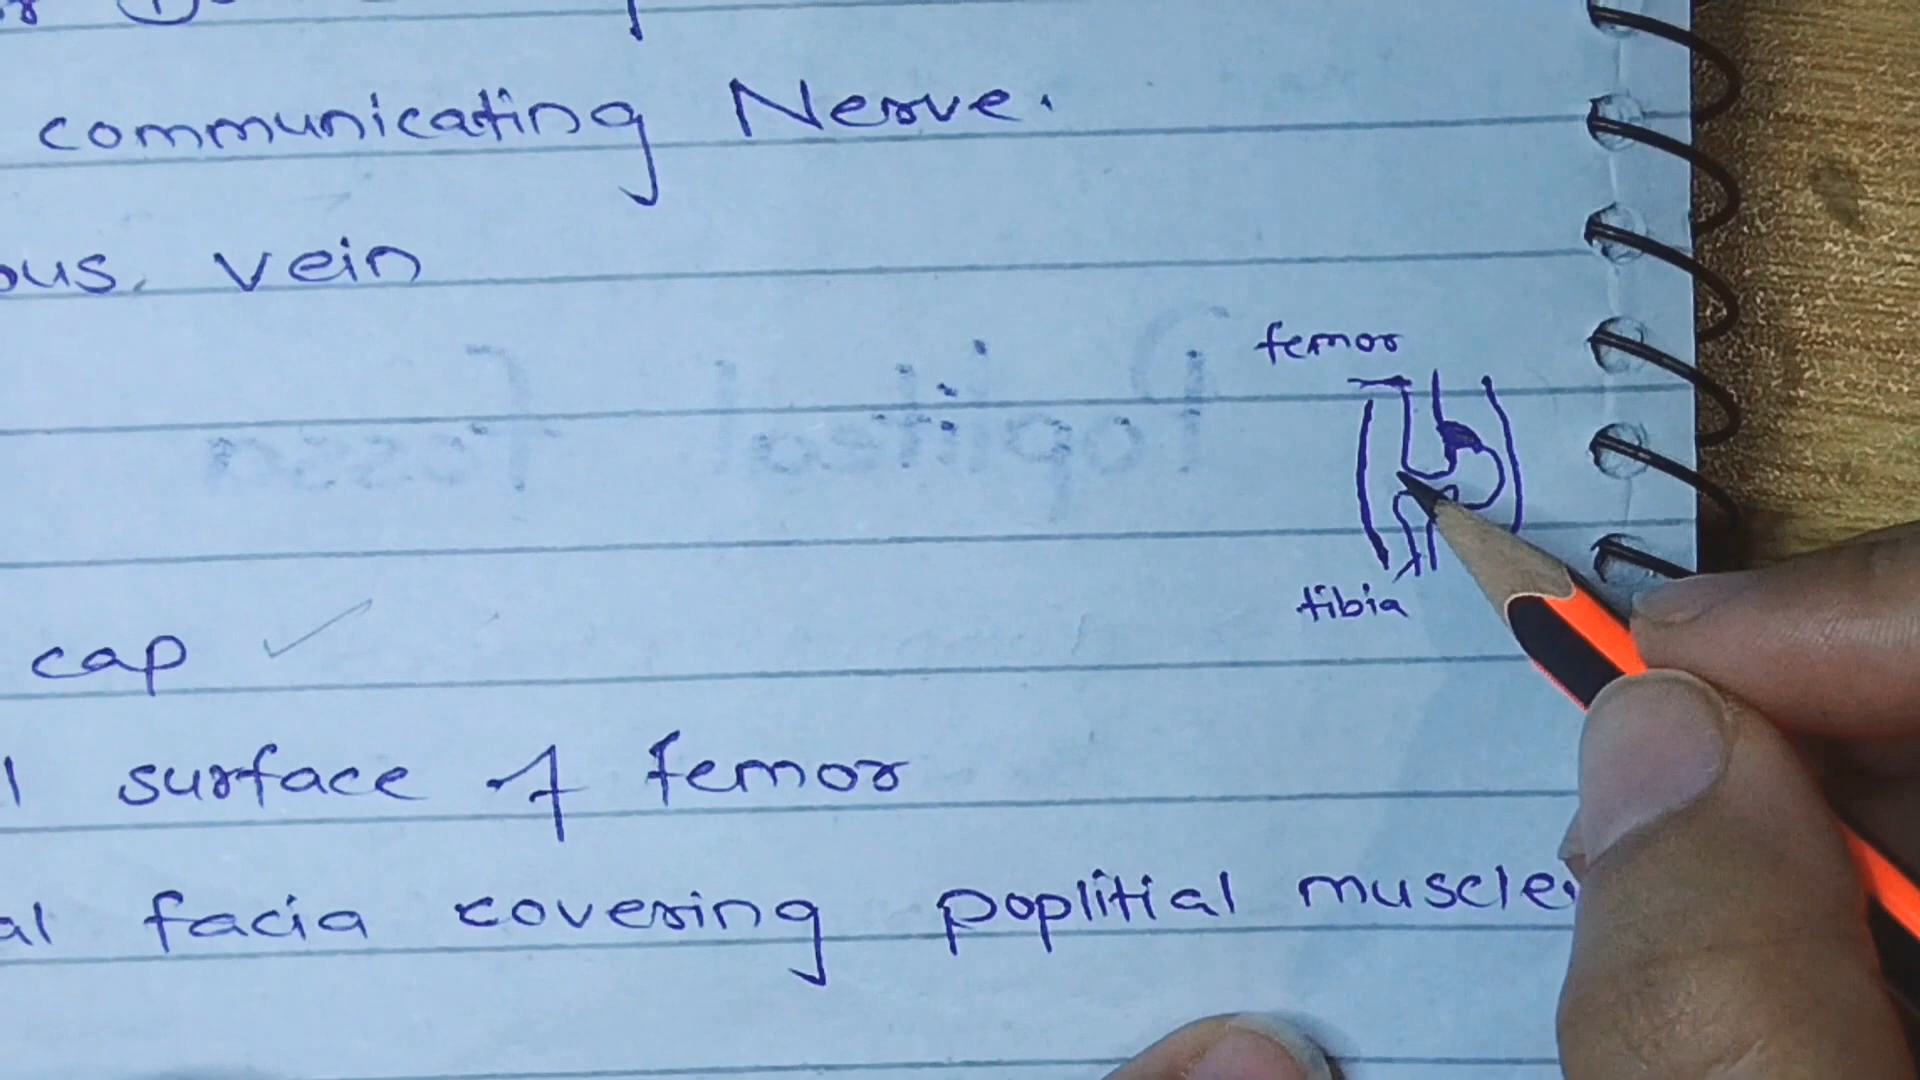 communicating Nerve.
ous. vein
femor
tibia
cap
l surface of femor
al facia covering poplitial muscle